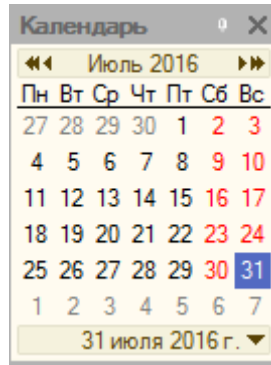 Календарь
Июль 2016
Пн Вт Ср Чт Пт Сб Вс
27 28 29 30 1 2 3
4 5 6 7 8 9 10
11 12 13 14 15 16 17
18 19 20 21 22 23 24
25 26 27 28 29 30 31
1 2 3 4 5 6 7
31 июля 2016 г.